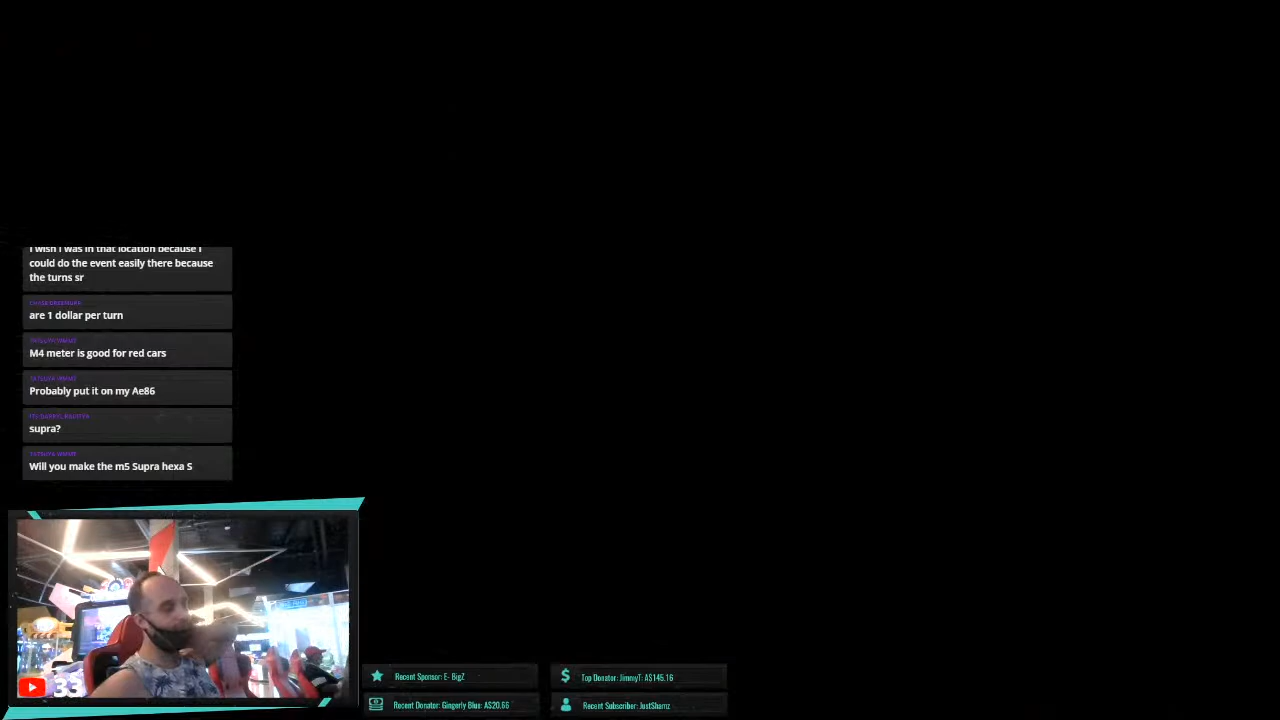 I wish I was in that location because I
could do the event easily there because
the turns sr
are 1 dollar per turn
M4 meter is good for red cars
Probably put it on my Ae86
supra?
Will you make the m5 Supra hexa S
33
Recent Sponsor: E- BigZ
Top Donator: JimmyT: A$145.16
Recent Donator: Gingerly Blue: A$20.66
Recent Subscriber: JustShamz